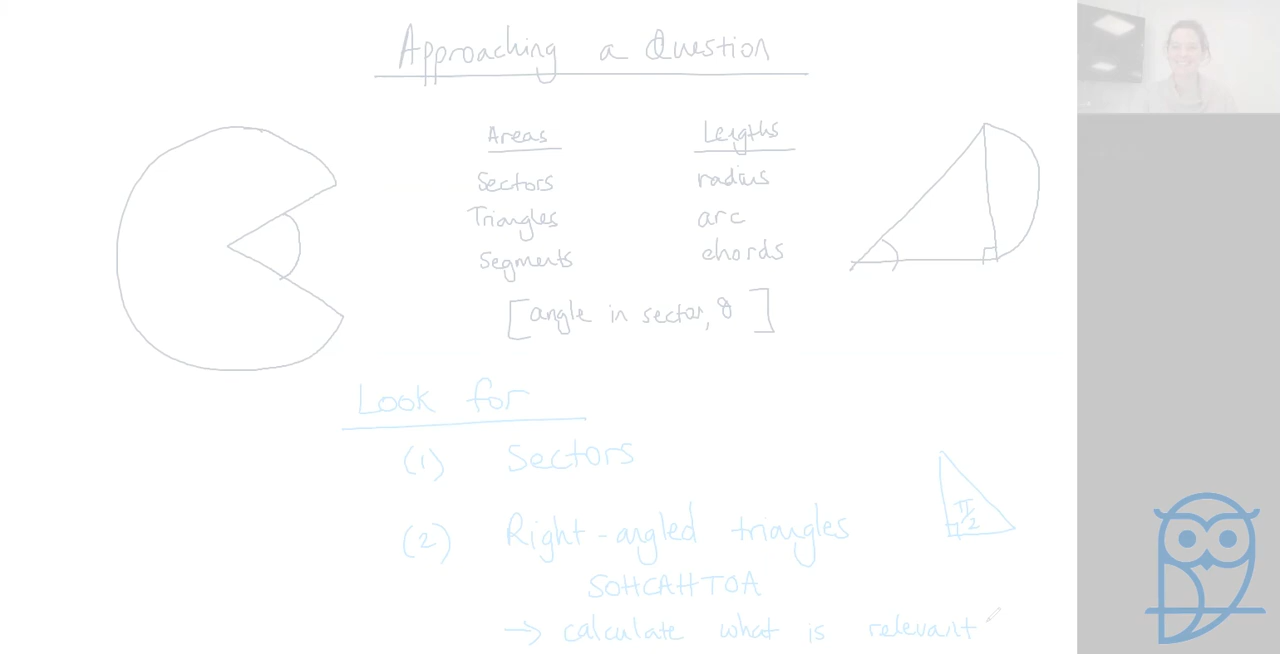 Approaching a Question
Areas
Sectors
Triangles
Segments
Lengths
radius
arc
chords
[angle in sector, θ]
Look for
(1) Sectors
(2) Right-angled triangles
SOHCAHTOA
→ calculate what is relevant
π/2